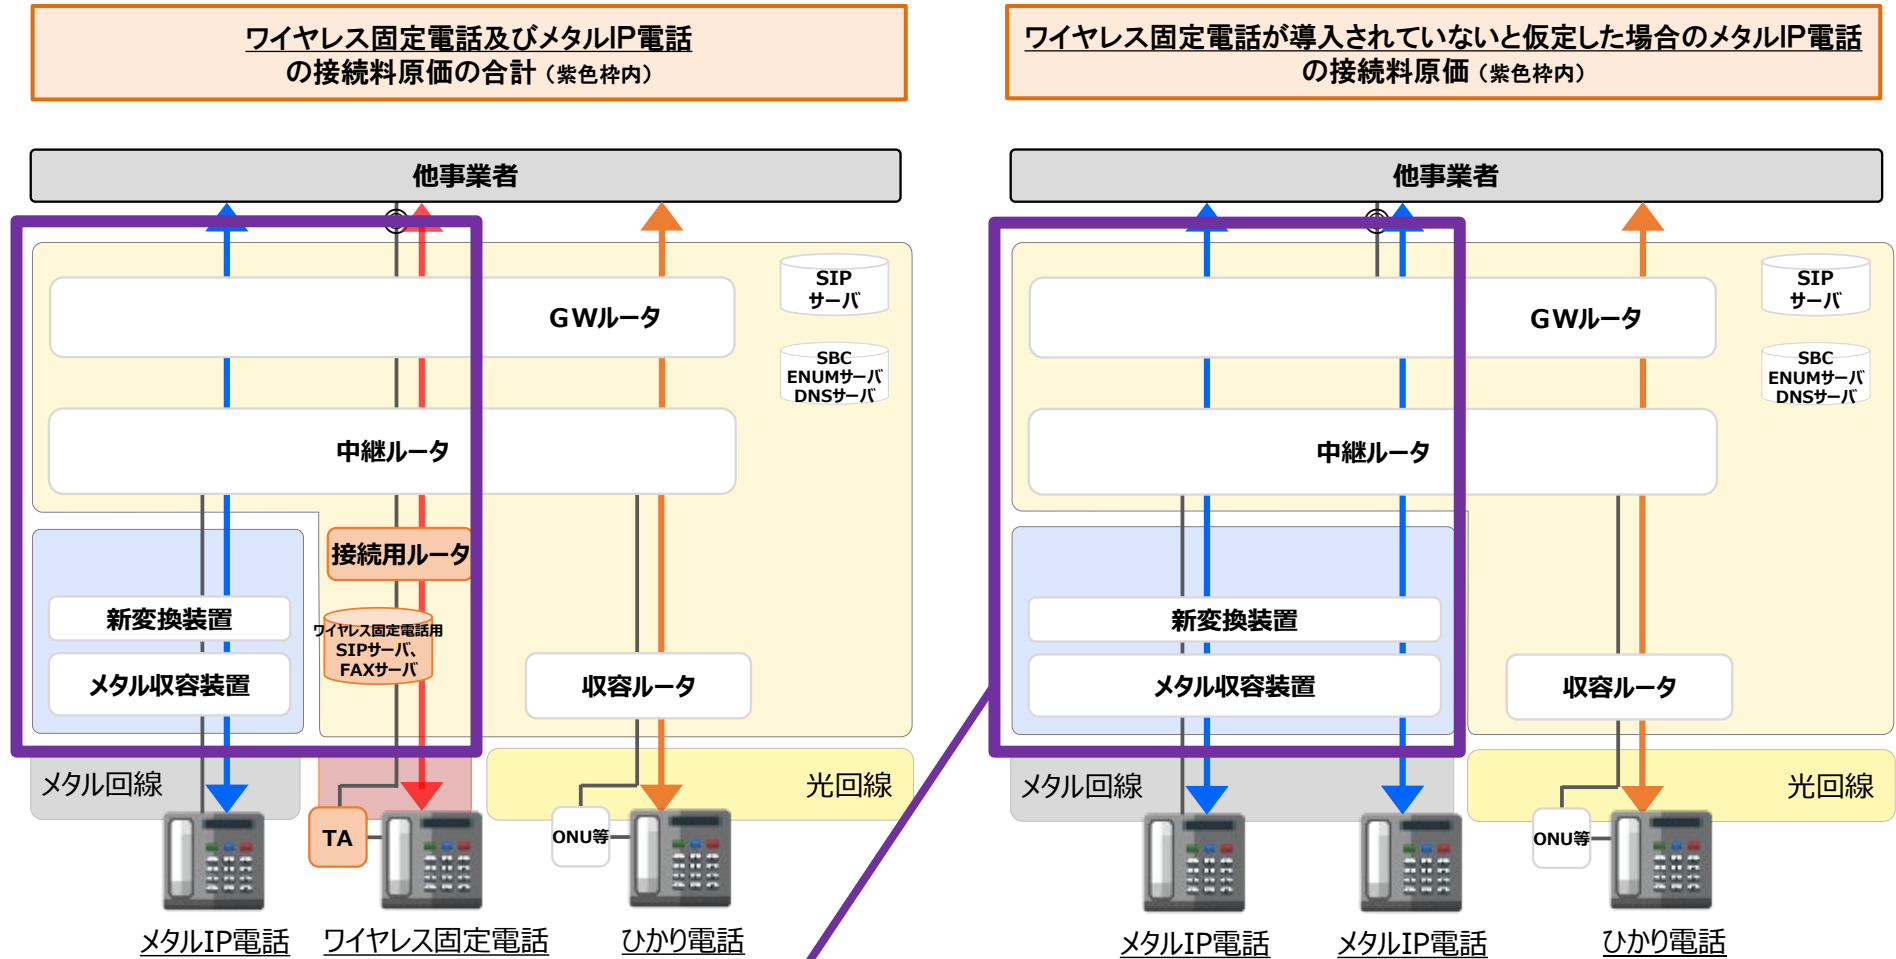 ワイヤレス固定電話及びメタルIP電話
の接続料原価の合計（紫色枠内）
他事業者
GWルータ
SIP
サーバ
SBC
ENUMサーバ
DNSサーバ
中継ルータ
接続用ルータ
新変換装置
ワイヤレス固定電話用
SIPサーバ、
FAXサーバ
メタル収容装置
収容ルータ
メタル回線
光回線
TA
ONU等
メタルIP電話
ワイヤレス固定電話
ひかり電話
ワイヤレス固定電話が導入されていないと仮定した場合のメタルIP電話
の接続料原価（紫色枠内）
他事業者
GWルータ
SIP
サーバ
SBC
ENUMサーバ
DNSサーバ
中継ルータ
新変換装置
メタル収容装置
収容ルータ
メタル回線
光回線
ONU等
メタルIP電話
メタルIP電話
ひかり電話